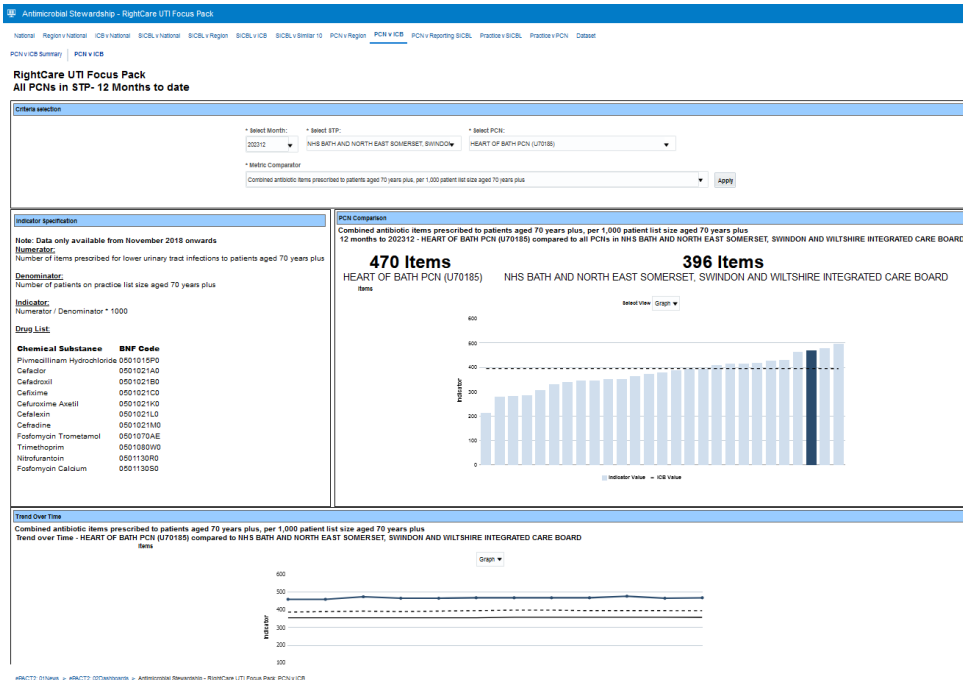 Antimicrobial Stewardship - RightCare UTI Focus Pack
National Region v National ICB v National SICBL v National SICBL v Region SICBL v ICB SICBL v Similar 10 PCN v Region PCN v ICB PCN v Reporting SICBL Practice v SICBL Practice v PCN Dataset
PCN v ICB Summary PCN v ICB
RightCare UTI Focus Pack
All PCNs in STP- 12 Months to date
Criteria selection
* Select Month: * Select STP: * Select PCN:
202312 NHS BATH AND NORTH EAST SOMERSET, SWINDON HEART OF BATH PCN (U70185)
* Metric Comparator
Combined antibiotic items prescribed to patients aged 70 years plus, per 1,000 patient list size aged 70 years plus Apply
Indicator Specification
Note: Data only available from November 2018 onwards
Numerator:
Number of items prescribed for lower urinary tract infections to patients aged 70 years plus
Denominator:
Number of patients on practice list size aged 70 years plus
Indicator:
Numerator / Denominator * 1000
Drug List:
Chemical Substance BNF Code
Pivmecillinam Hydrochloride 0501015P0
Cefaclor 0501021A0
Cefadroxil 0501021B0
Cefixime 0501021C0
Cefuroxime Axetil 0501021K0
Cefalexin 0501021L0
Cefradine 0501021M0
Fosfomycin Trometamol 0501070AE
Trimethoprim 0501080W0
Nitrofurantoin 0501130R0
Fosfomycin Calcium 0501130S0
PCN Comparison
Combined antibiotic items prescribed to patients aged 70 years plus, per 1,000 patient list size aged 70 years plus
12 months to 202312 - HEART OF BATH PCN (U70185) compared to all PCNs in NHS BATH AND NORTH EAST SOMERSET, SWINDON AND WILTSHIRE INTEGRATED CARE BOARD
470 Items 396 Items
HEART OF BATH PCN (U70185) NHS BATH AND NORTH EAST SOMERSET, SWINDON AND WILTSHIRE INTEGRATED CARE BOARD
Items
Select View Graph
600
500
400
300
200
100
0
Indicator
Indicator Value ICB Value
Trend Over Time
Combined antibiotic items prescribed to patients aged 70 years plus, per 1,000 patient list size aged 70 years plus
Trend over Time - HEART OF BATH PCN (U70185) compared to NHS BATH AND NORTH EAST SOMERSET, SWINDON AND WILTSHIRE INTEGRATED CARE BOARD
Items
Graph
600
500
400
300
200
100
Indicator
ePACT2_01News > ePACT2_02Dashboards > Antimicrobial Stewardship - RightCare UTI Focus Pack: PCN v ICB